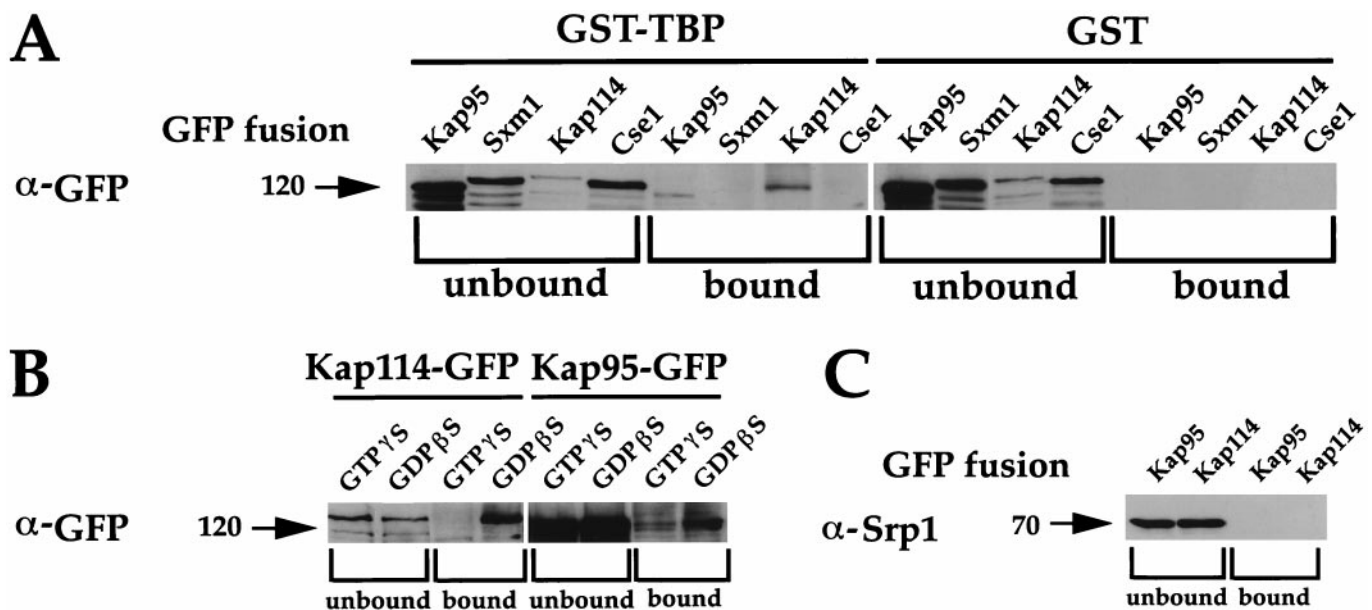 A
GST-TBP GST
GFP fusion Kap95 Sxm1 Kap114 Cse1 Kap95 Sxm1 Kap114 Cse1 Kap95 Sxm1 Kap114 Cse1 Kap95 Sxm1 Kap114 Cse1
α-GFP 120
unbound bound unbound bound
B
Kap114-GFP Kap95-GFP
GTPγS GDPβS GTPγS GDPβS GTPγS GDPβS GTPγS GDPβS
α-GFP 120
unbound bound unbound bound
C
GFP fusion Kap95 Kap114 Kap95 Kap114
α-Srp1 70
unbound bound